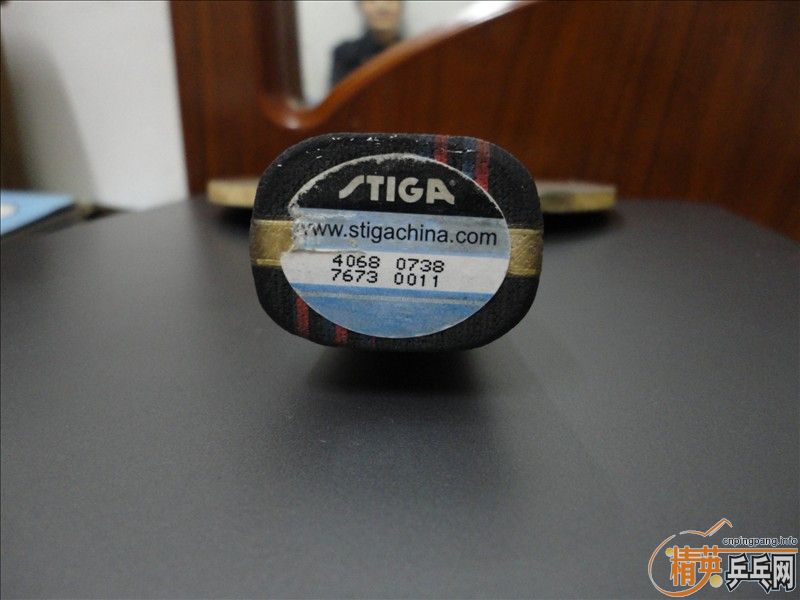 STIGA
www.stigachina.com
4068 0738
7673 0011
cnpingpang.info
精英乒乓网